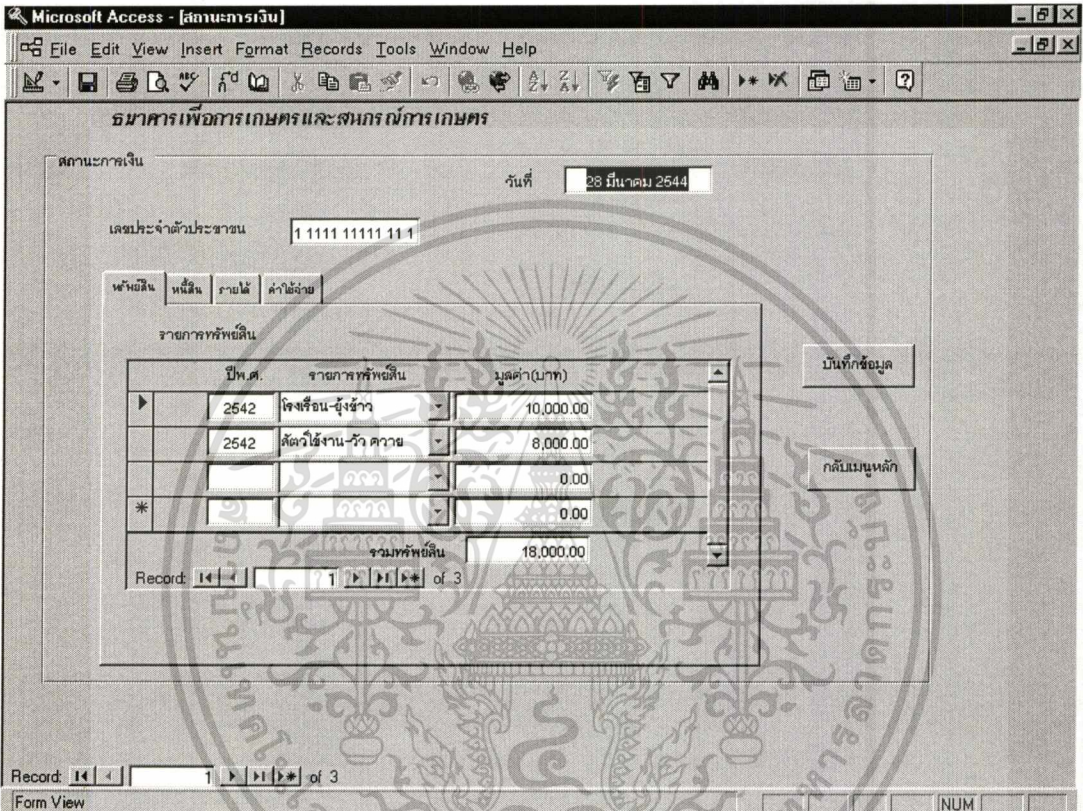 Microsoft Access - [สถานะการเงิน]
File Edit View Insert Format Records Tools Window Help
ธนาคารเพื่อการเกษตรและสหกรณ์การเกษตร
สถานะการเงิน
วันที่ 28 มีนาคม 2544
เลขประจำตัวประชาชน 1 1111 11111 11 1
ทรัพย์สิน หนี้สิน รายได้ ค่าใช้จ่าย
รายการทรัพย์สิน
ปีพ.ศ. รายการทรัพย์สิน มูลค่า(บาท)
บันทึกข้อมูล
2542 โรงเรือน-ยุ้งข้าว 10,000.00
2542 สัตว์ใช้งาน-วัว ควาย 8,000.00
กลับเมนูหลัก
0.00
0.00
รวมทรัพย์สิน 18,000.00
Record: 1 of 3
Record: 1 of 3
Form View NUM